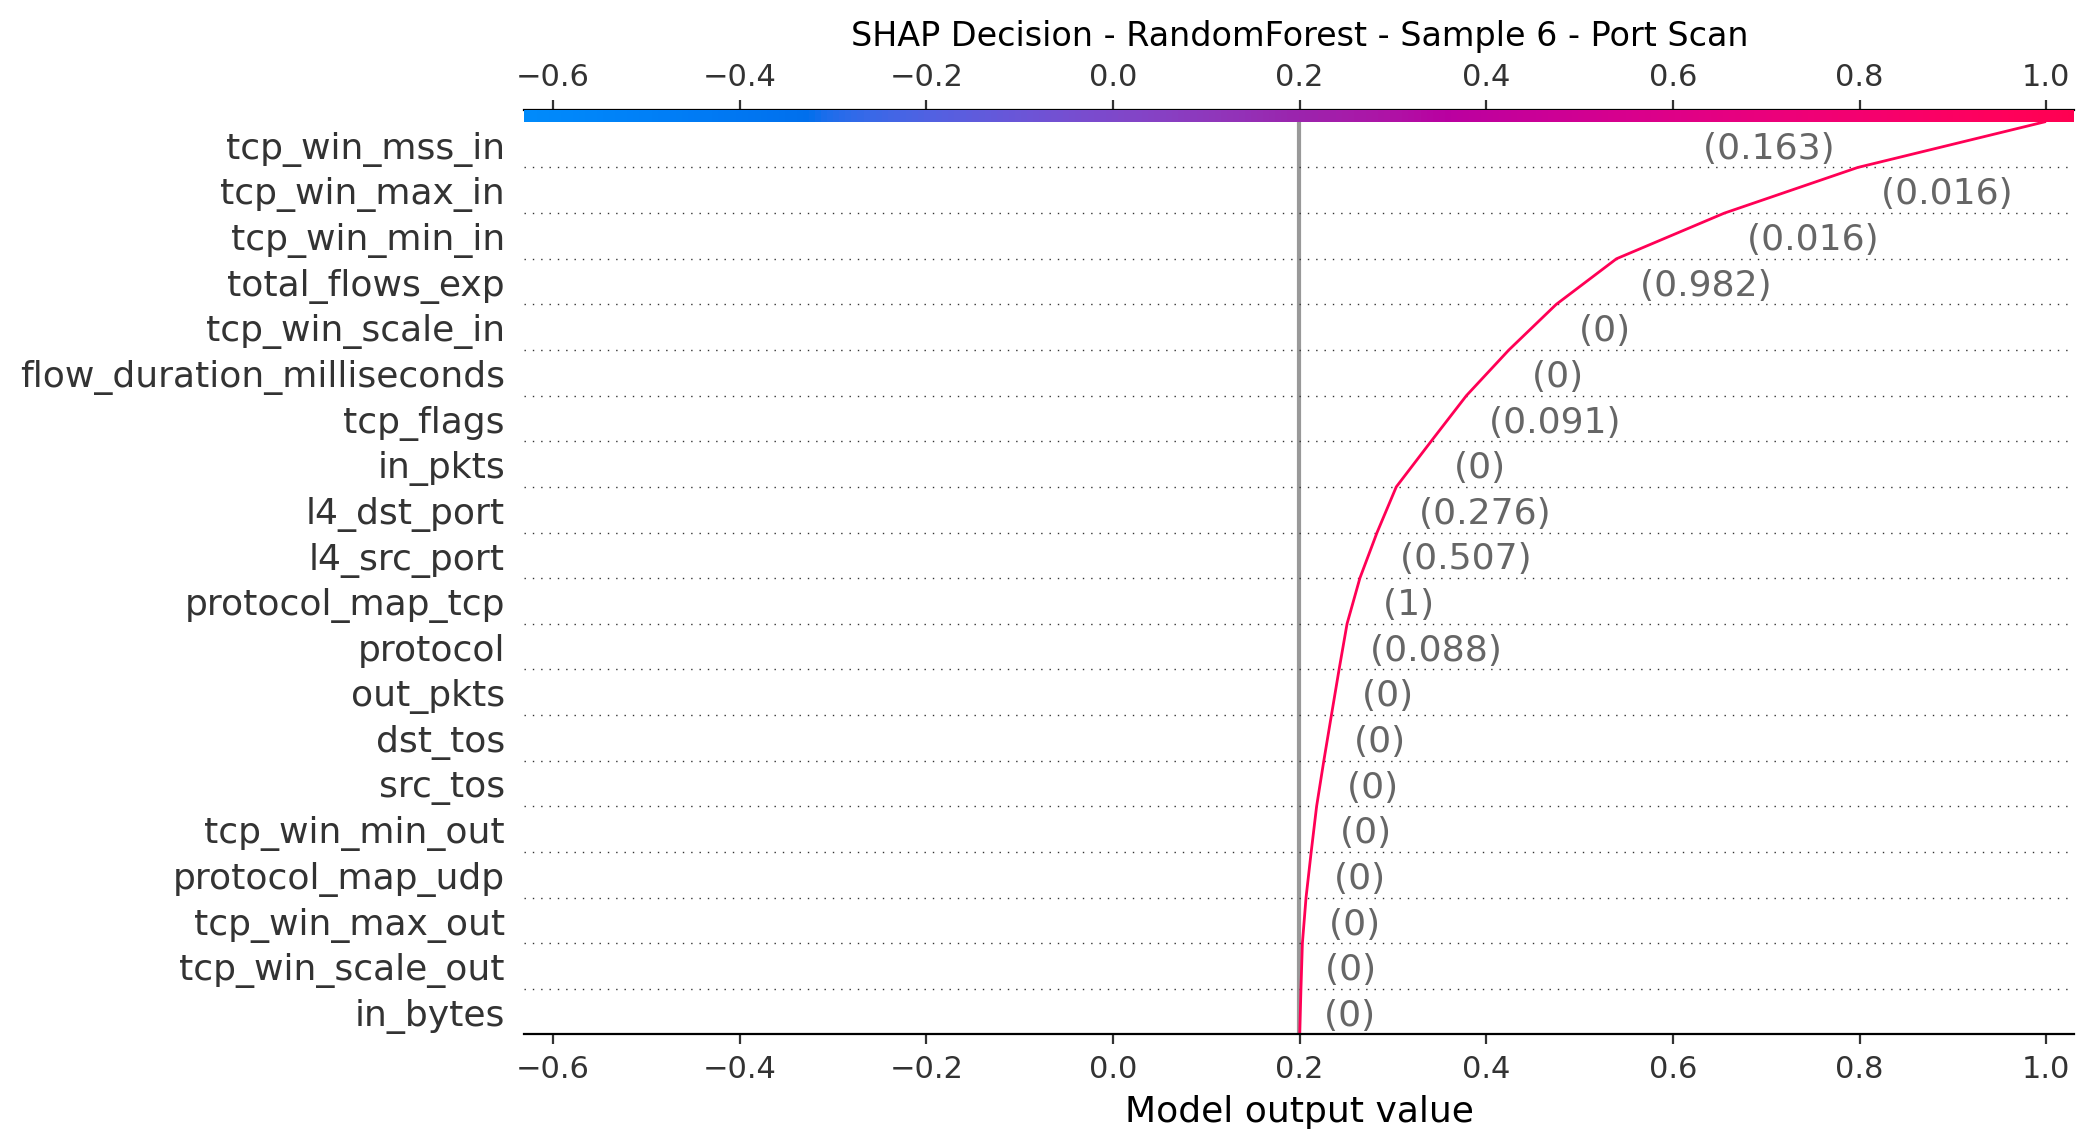 SHAP Decision - RandomForest - Sample 6 - Port Scan
−0.6 −0.4 −0.2 0.0 0.2 0.4 0.6 0.8 1.0
tcp_win_mss_in (0.163)
tcp_win_max_in (0.016)
tcp_win_min_in (0.016)
total_flows_exp (0.982)
tcp_win_scale_in (0)
flow_duration_milliseconds (0)
tcp_flags (0.091)
in_pkts (0)
l4_dst_port (0.276)
l4_src_port (0.507)
protocol_map_tcp (1)
protocol (0.088)
out_pkts (0)
dst_tos (0)
src_tos (0)
tcp_win_min_out (0)
protocol_map_udp (0)
tcp_win_max_out (0)
tcp_win_scale_out (0)
in_bytes (0)
−0.6 −0.4 −0.2 0.0 0.2 0.4 0.6 0.8 1.0
Model output value